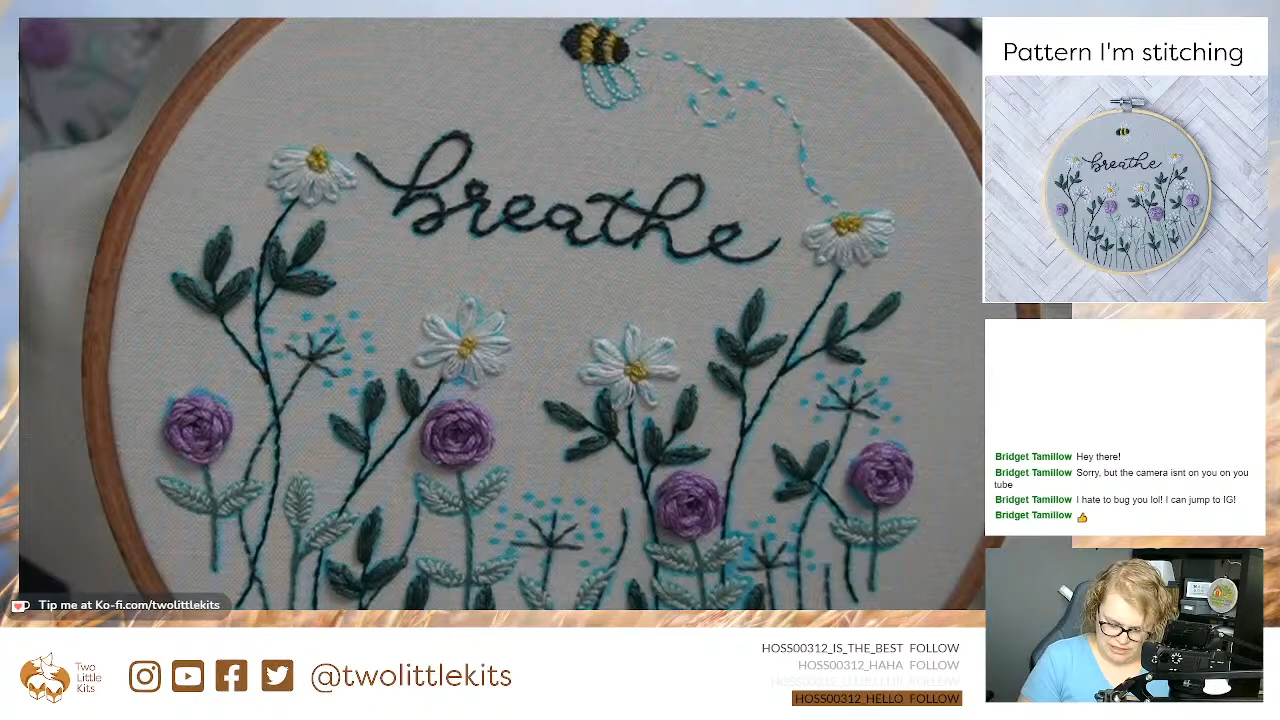 Pattern I'm stitching
breathe
breathe
Bridget Tamillow Hey there!
Bridget Tamillow Sorry, but the camera isnt on you on you
tube
Bridget Tamillow I hate to bug you lol! I can jump to IG!
Bridget Tamillow 👍
Tip me at Ko-fi.com/twolittlekits
Two
Little
Kits
@twolittlekits
HOSS00312_IS_THE_BEST FOLLOW
HOSS00312_HAHA FOLLOW
HOSS00312_HELLO FOLLOW